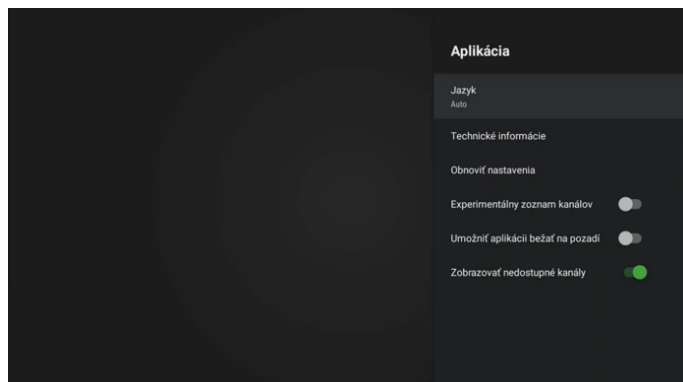 Aplikácia
Jazyk
Auto
Technické informácie
Obnoviť nastavenia
Experimentálny zoznam kanálov
Umožniť aplikácii bežať na pozadí
Zobrazovať nedostupné kanály